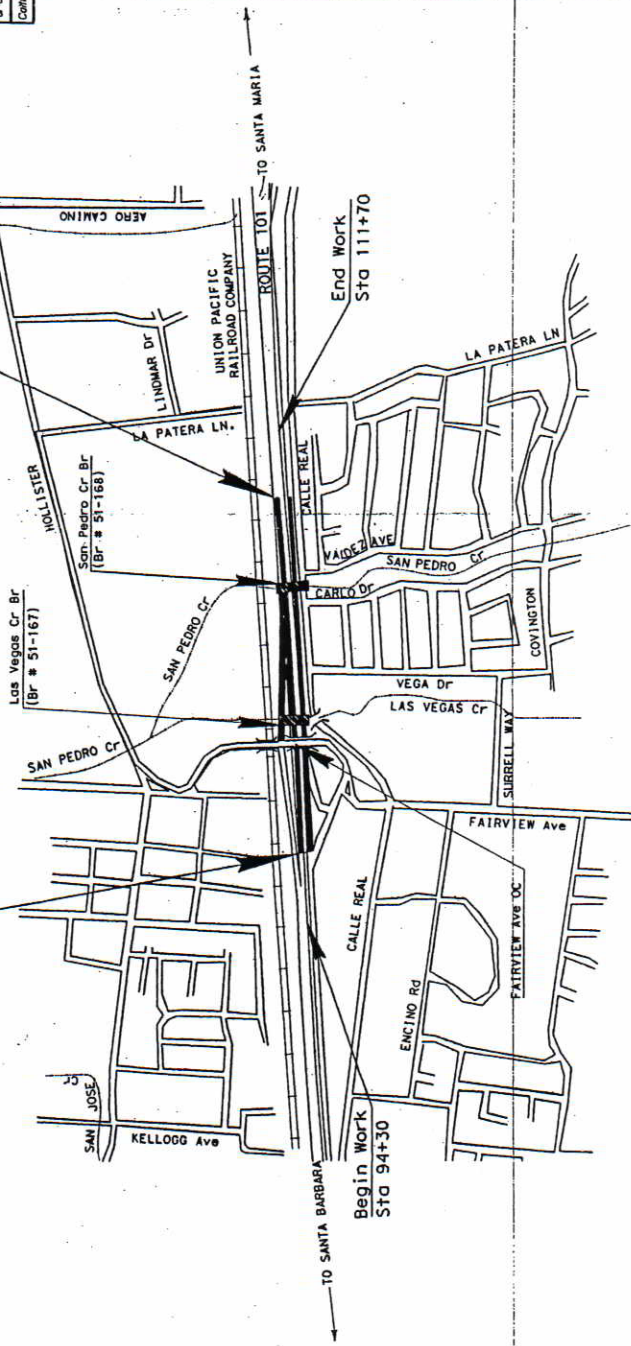 TO SANTA MARIA
AERO CAMINO
UNION PACIFIC
RAILROAD COMPANY
ROUTE 101
End Work
Sta 111+70
LINDMAR Dr
LA PATERA LN.
LA PATERA LN
HOLLISTER
San Pedro Cr Br
(Br # 51-168)
CALLE REAL
VALDEZ AVE
SAN PEDRO Cr
CARLO Dr
COVINGTON
Las Vegas Cr Br
(Br # 51-167)
SAN PEDRO Cr
SAN PEDRO Cr
VEGA Dr
LAS VEGAS Cr
SURRELL WAY
FAIRVIEW Ave
FAIRVIEW Ave OC
CALLE REAL
ENCINO Rd
SAN JOSE
Cr
KELLOGG Ave
Begin Work
Sta 94+30
TO SANTA BARBARA